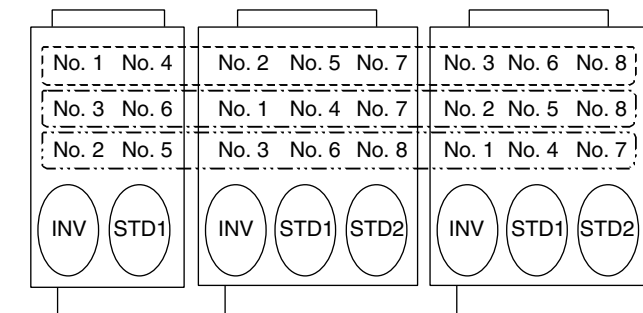 No. 1 No. 4 No. 2 No. 5 No. 7 No. 3 No. 6 No. 8
No. 3 No. 6 No. 1 No. 4 No. 7 No. 2 No. 5 No. 8
No. 2 No. 5 No. 3 No. 6 No. 8 No. 1 No. 4 No. 7
INV STD1 INV STD1 STD2 INV STD1 STD2